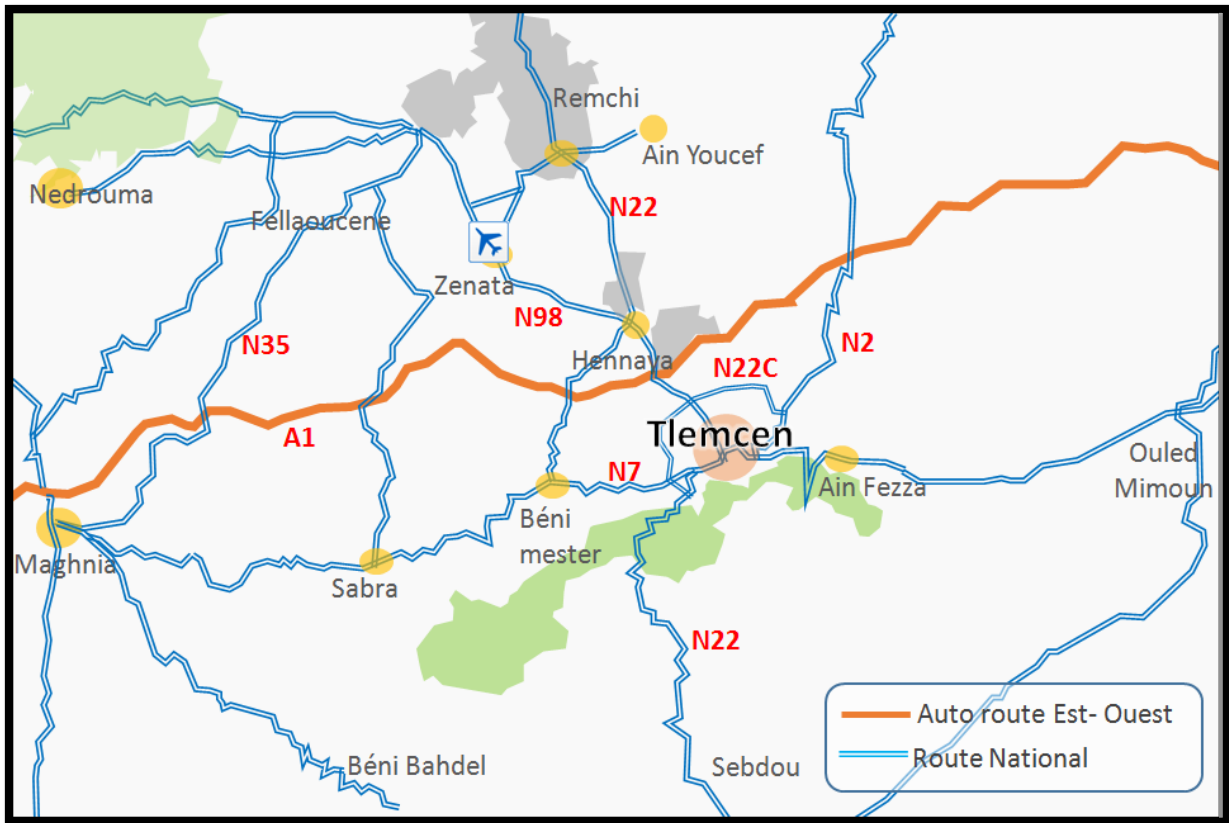 Remchi
Ain Youcef
Nedrouma
N22
Fellaoucene
Zenata
N98
N35
N2
Hennaya
N22C
A1
Tlemcen
N7
Ain Fezza
Ouled
Mimoun
Béni
mester
Maghnia
Sabra
N22
Béni Bahdel
Sebdou
Auto route Est- Ouest
Route National